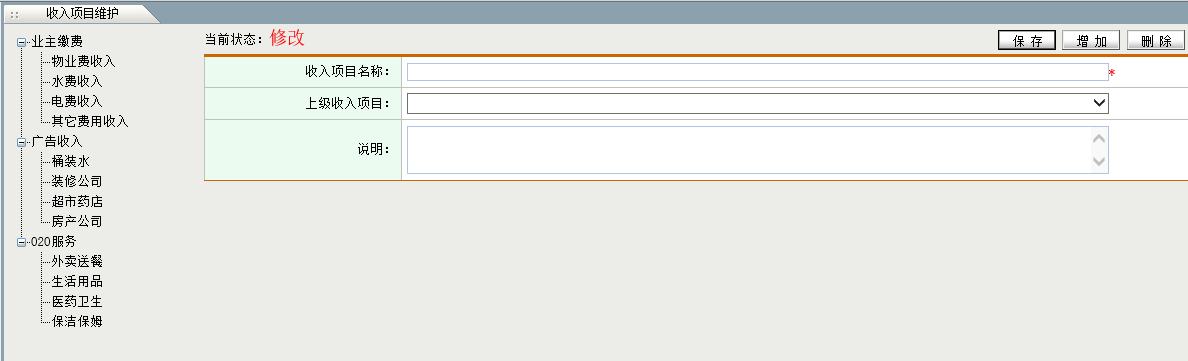 收入项目维护
业主缴费
物业费收入
水费收入
电费收入
其它费用收入
广告收入
桶装水
装修公司
超市药店
房产公司
O2O服务
外卖送餐
生活用品
医药卫生
保洁保姆
当前状态：修改
保 存 增 加 删 除
收入项目名称： *
上级收入项目：
说明：